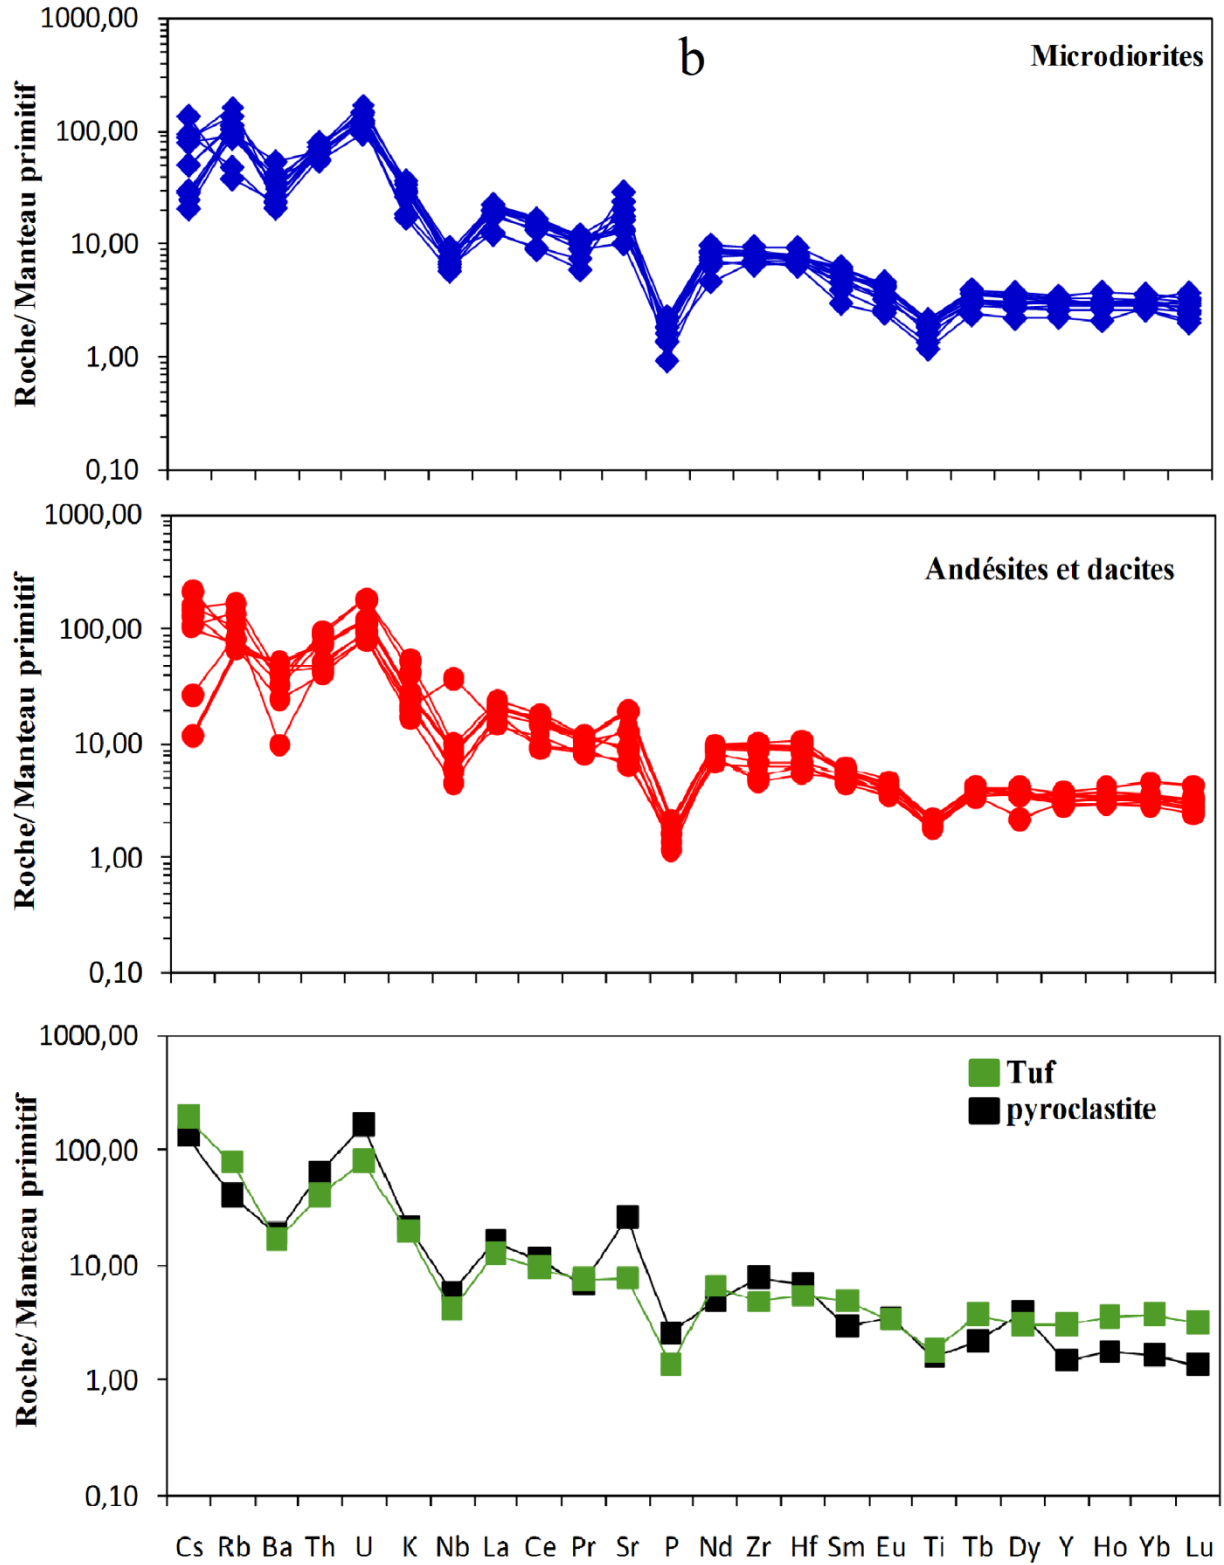 1000,00
100,00
10,00
1,00
0,10
Roche/ Manteau primitif
b
Microdiorites
1000,00
100,00
10,00
1,00
0,10
Roche/Manteau primitif
Andésites et dacites
1000,00
100,00
10,00
1,00
0,10
Roche/Manteau primitif
Tuf
pyroclastite
Cs Rb Ba Th U K Nb La Ce Pr Sr P Nd Zr Hf Sm Eu Ti Tb Dy Y Ho Yb Lu